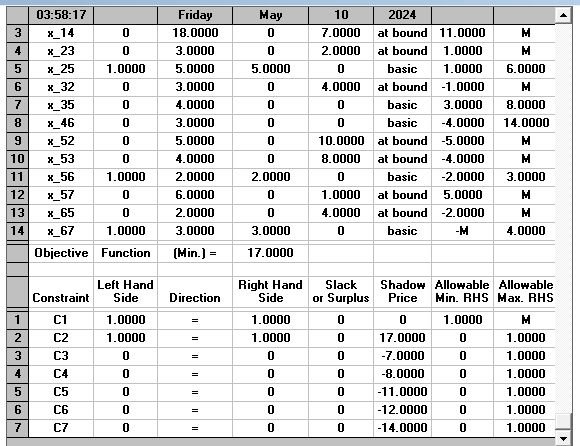 03:58:17 Friday May 10 2024
3 x_14 0 18.0000 0 7.0000 at bound 11.0000 M
4 x_23 0 3.0000 0 2.0000 at bound 1.0000 M
5 x_25 1.0000 5.0000 5.0000 0 basic 1.0000 6.0000
6 x_32 0 3.0000 0 4.0000 at bound -1.0000 M
7 x_35 0 4.0000 0 0 basic 3.0000 8.0000
8 x_46 0 3.0000 0 0 basic -4.0000 14.0000
9 x_52 0 5.0000 0 10.0000 at bound -5.0000 M
10 x_53 0 4.0000 0 8.0000 at bound -4.0000 M
11 x_56 1.0000 2.0000 2.0000 0 basic -2.0000 3.0000
12 x_57 0 6.0000 0 1.0000 at bound 5.0000 M
13 x_65 0 2.0000 0 4.0000 at bound -2.0000 M
14 x_67 1.0000 3.0000 3.0000 0 basic -M 4.0000
Objective Function (Min.) = 17.0000
Left Hand Right Hand Slack Shadow Allowable Allowable
Constraint Side Direction Side or Surplus Price Min. RHS Max. RHS
1 C1 1.0000 = 1.0000 0 0 1.0000 M
2 C2 1.0000 = 1.0000 0 17.0000 0 1.0000
3 C3 0 = 0 0 -7.0000 0 1.0000
4 C4 0 = 0 0 -8.0000 0 1.0000
5 C5 0 = 0 0 -11.0000 0 1.0000
6 C6 0 = 0 0 -12.0000 0 1.0000
7 C7 0 = 0 0 -14.0000 0 1.0000